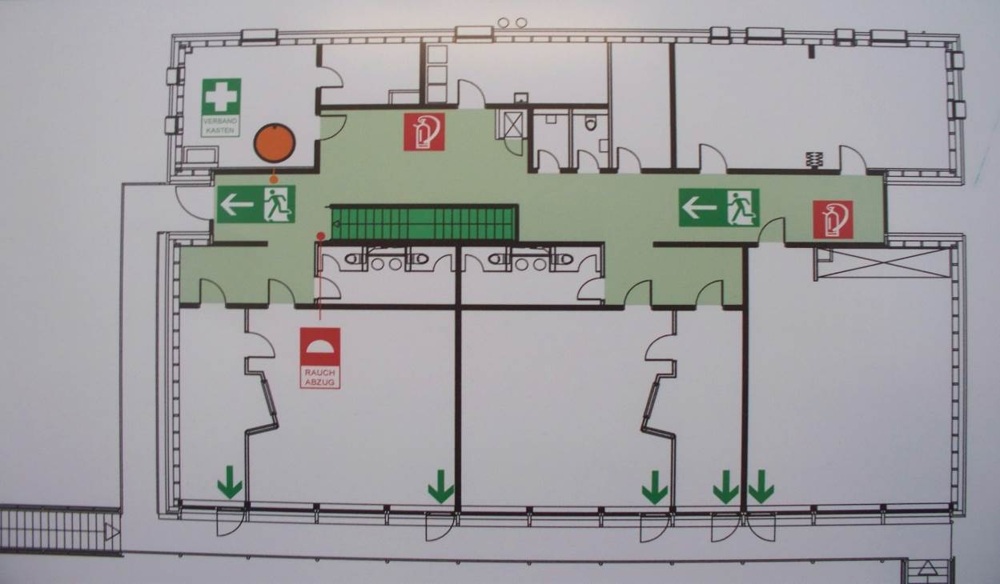 VERBAND
KASTEN
RAUCH
ABZUG